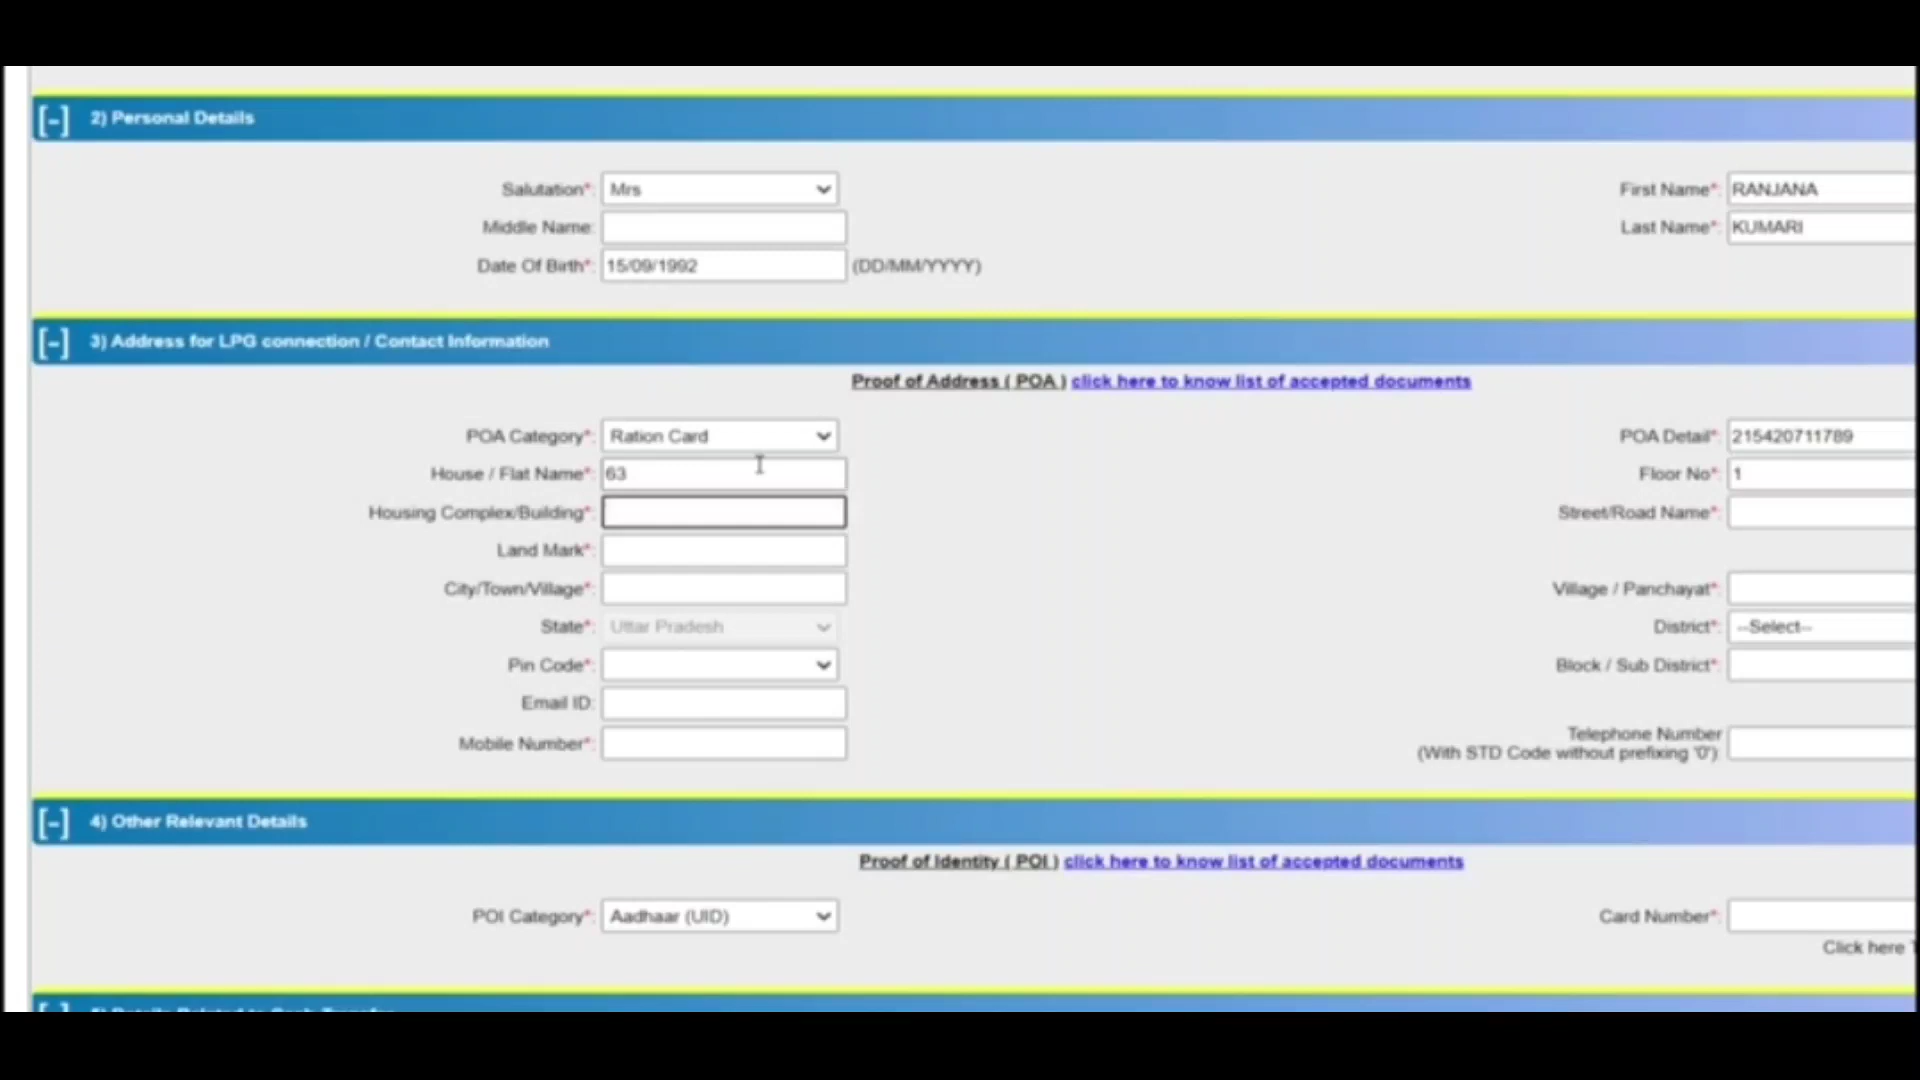 [-] 2) Personal Details
Salutation*: Mrs First Name*: RANJANA
Middle Name: Last Name*: KUMARI
Date Of Birth*: 15/09/1992 (DD/MM/YYYY)
[-] 3) Address for LPG connection / Contact Information
Proof of Address ( POA ) click here to know list of accepted documents
POA Category*: Ration Card POA Detail*: 215420711789
House / Flat Name*: 63 Floor No*: 1
Housing Complex/Building*: Street/Road Name*:
Land Mark*:
City/Town/Village*: Village / Panchayat*:
State*: Uttar Pradesh District*: --Select--
Pin Code*: Block / Sub District*:
Email ID:
Mobile Number*: Telephone Number
(With STD Code without prefixing '0'):
[-] 4) Other Relevant Details
Proof of Identity ( POI ) click here to know list of accepted documents
POI Category*: Aadhaar (UID) Card Number*:
Click here
5) Details Related to Cash Transfer